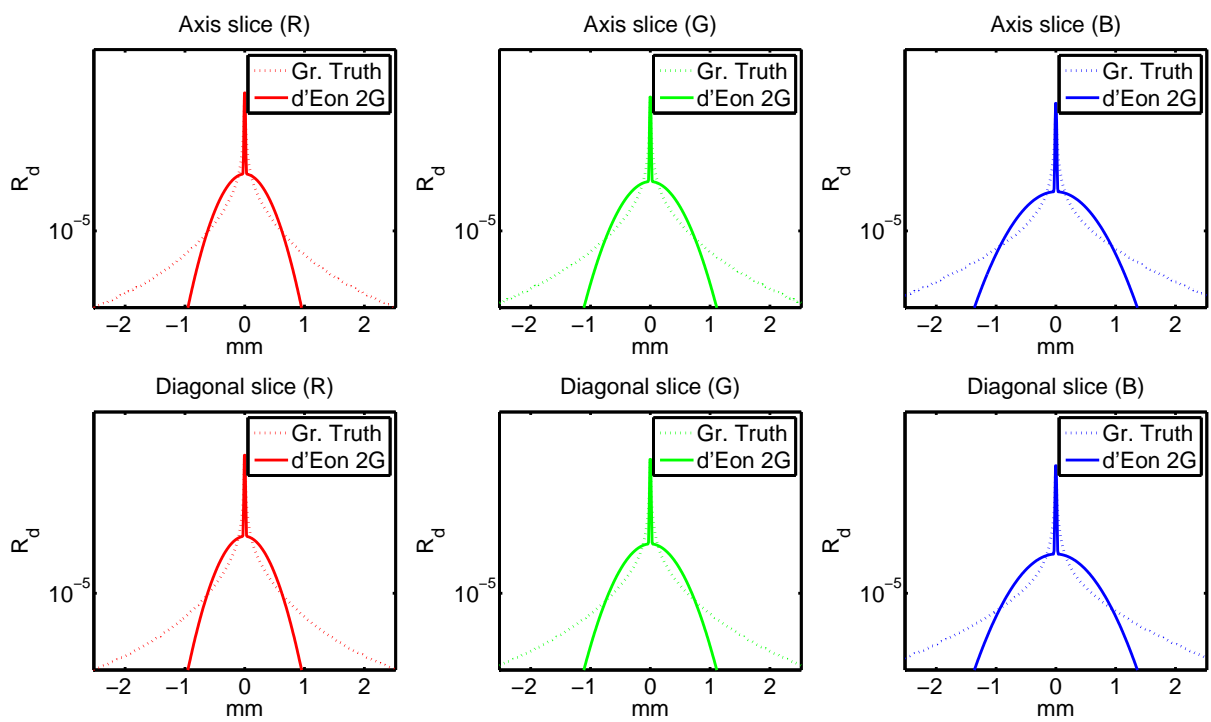 Axis slice (R)
Gr. Truth
d'Eon 2G
R_d
10^−5
−2 −1 0 1 2
mm
Axis slice (G)
Gr. Truth
d'Eon 2G
R_d
10^−5
−2 −1 0 1 2
mm
Axis slice (B)
Gr. Truth
d'Eon 2G
R_d
10^−5
−2 −1 0 1 2
mm
Diagonal slice (R)
Gr. Truth
d'Eon 2G
R_d
10^−5
−2 −1 0 1 2
mm
Diagonal slice (G)
Gr. Truth
d'Eon 2G
R_d
10^−5
−2 −1 0 1 2
mm
Diagonal slice (B)
Gr. Truth
d'Eon 2G
R_d
10^−5
−2 −1 0 1 2
mm